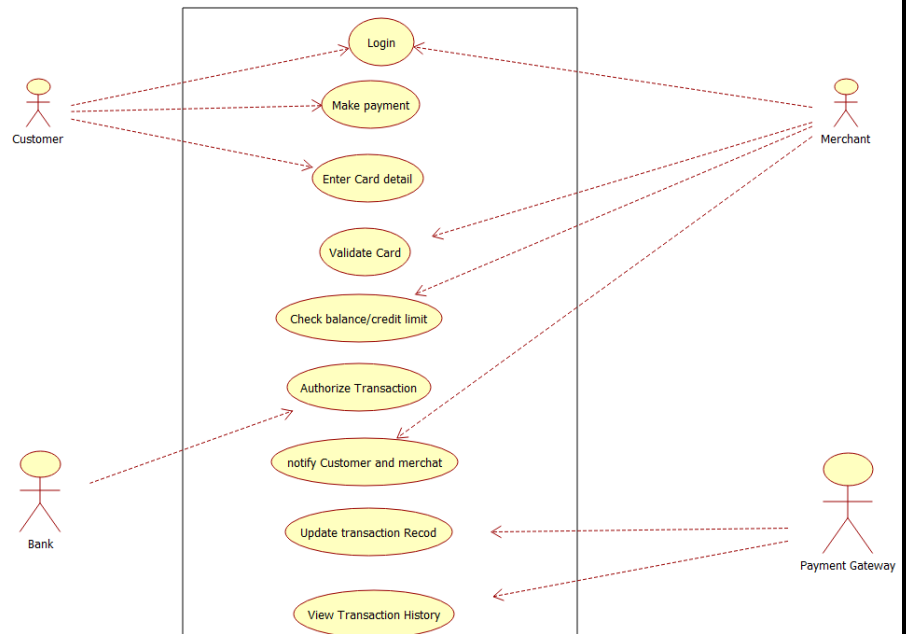 Login
Make payment
Customer
Merchant
Enter Card detail
Validate Card
Check balance/credit limit
Authorize Transaction
notify Customer and merchat
Update transaction Recod
Bank
Payment Gateway
View Transaction History